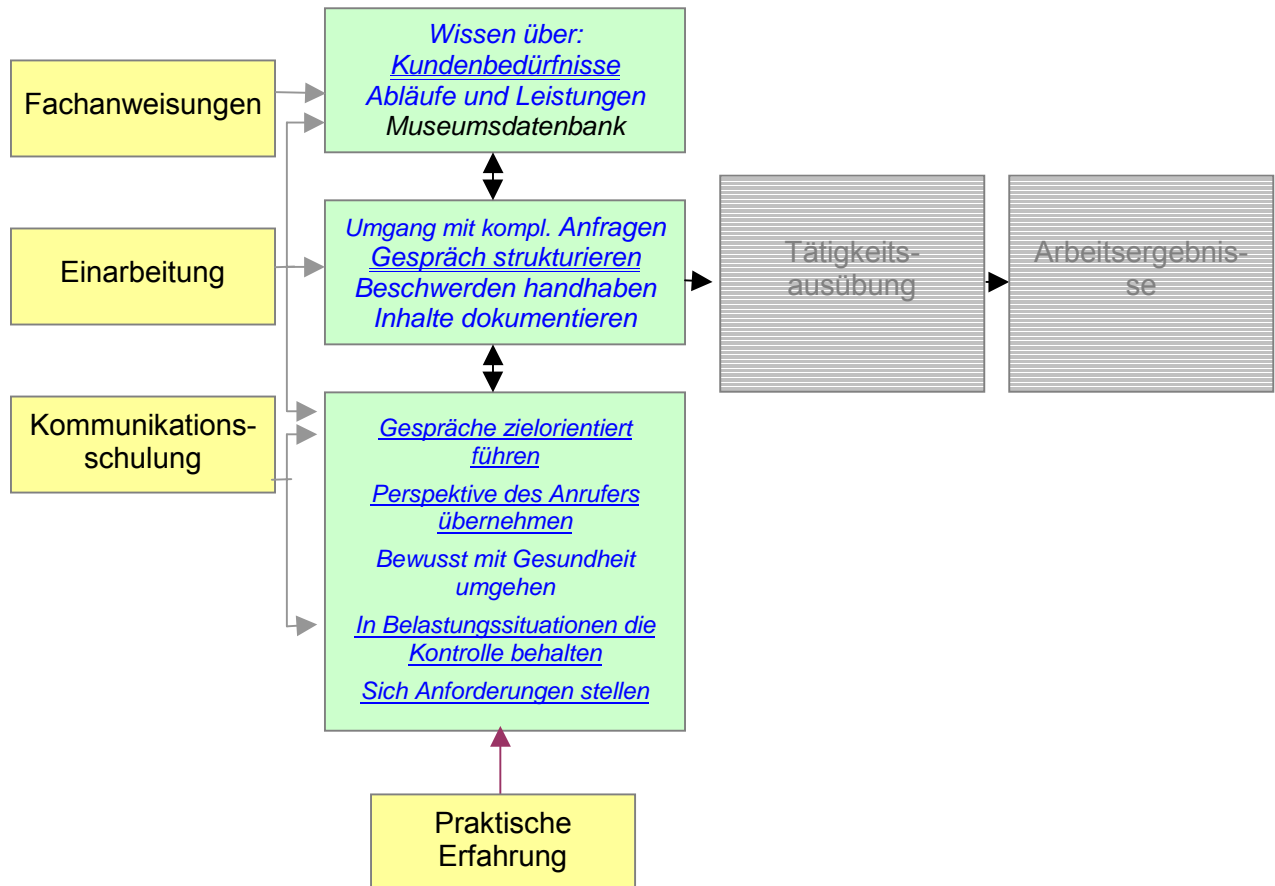 Fachanweisungen
Einarbeitung
Kommunikations-
schulung
Wissen über:
Kundenbedürfnisse
Abläufe und Leistungen
Museumsdatenbank
Umgang mit kompl. Anfragen
Gespräch strukturieren
Beschwerden handhaben
Inhalte dokumentieren
Gespräche zielorientiert
führen
Perspektive des Anrufers
übernehmen
Bewusst mit Gesundheit
umgehen
In Belastungssituationen die
Kontrolle behalten
Sich Anforderungen stellen
Praktische
Erfahrung
Tätigkeits-
ausübung
Arbeitsergebnis-
se